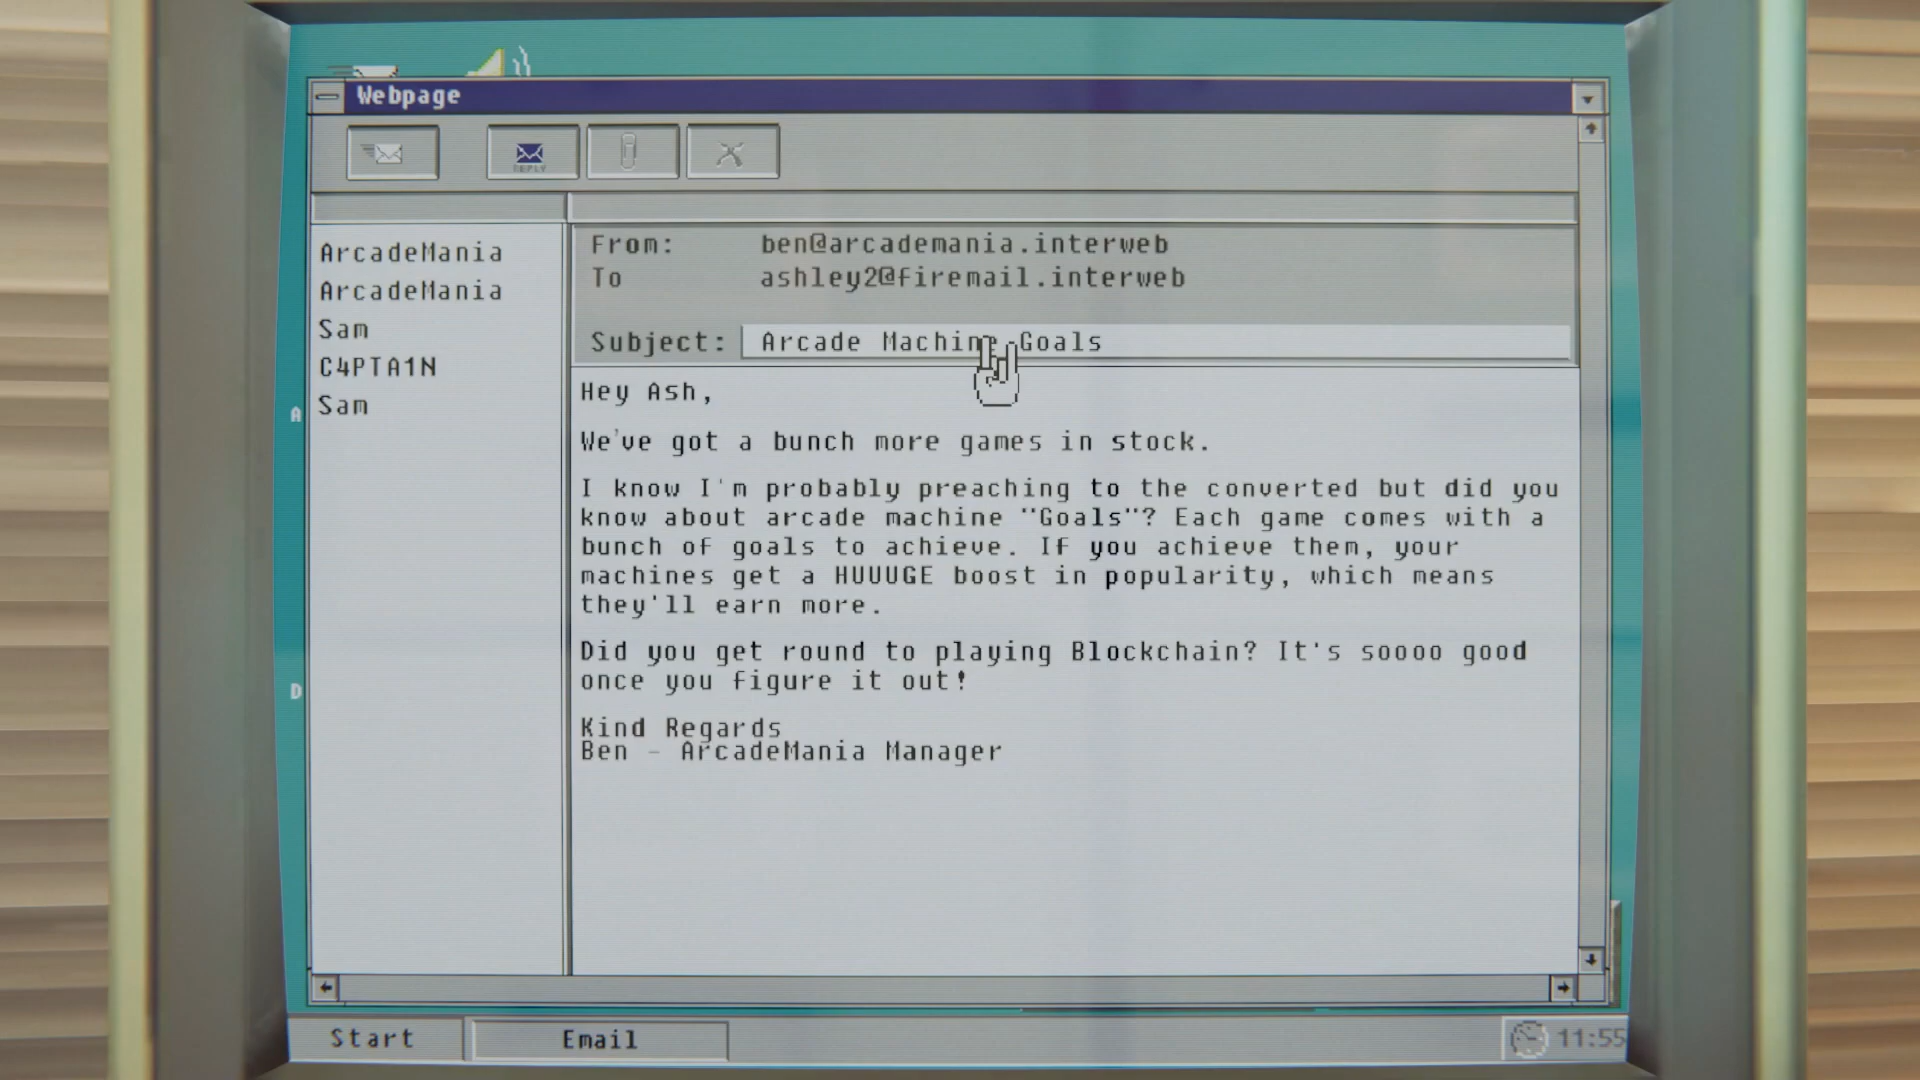 Webpage
REPLY
ArcadeMania
ArcadeMania
Sam
C4PTA1N
Sam
From: ben@arcademania.interweb
To ashley2@firemail.interweb
Subject: Arcade Machine Goals
Hey Ash,
We've got a bunch more games in stock.
I know I'm probably preaching to the converted but did you
know about arcade machine "Goals"? Each game comes with a
bunch of goals to achieve. If you achieve them, your
machines get a HUUUGE boost in popularity, which means
they'll earn more.
Did you get round to playing Blockchain? It's soooo good
once you figure it out!
Kind Regards
Ben - ArcadeMania Manager
A
D
Start
Email
11:55